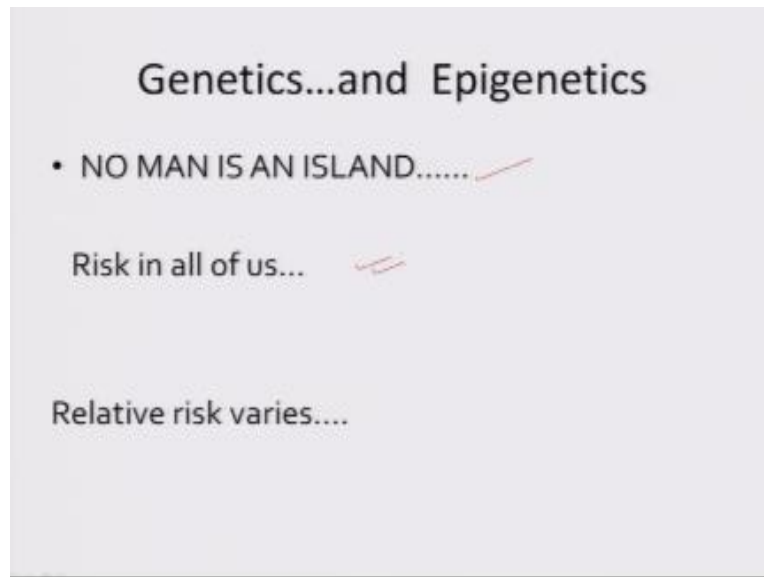 Genetics...and Epigenetics
• NO MAN IS AN ISLAND......
Risk in all of us...
Relative risk varies....